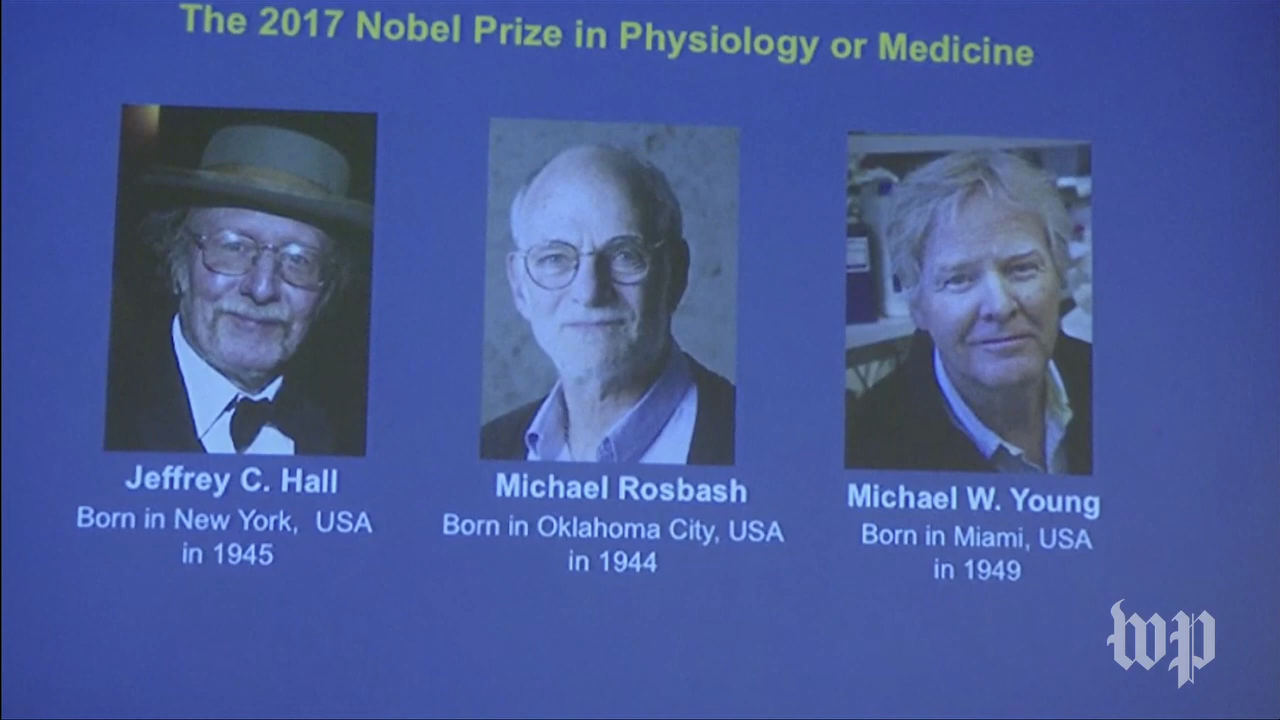 The 2017 Nobel Prize in Physiology or Medicine
Jeffrey C. Hall
Born in New York, USA
in 1945
Michael Rosbash
Born in Oklahoma City, USA
in 1944
Michael W. Young
Born in Miami, USA
in 1949
wp